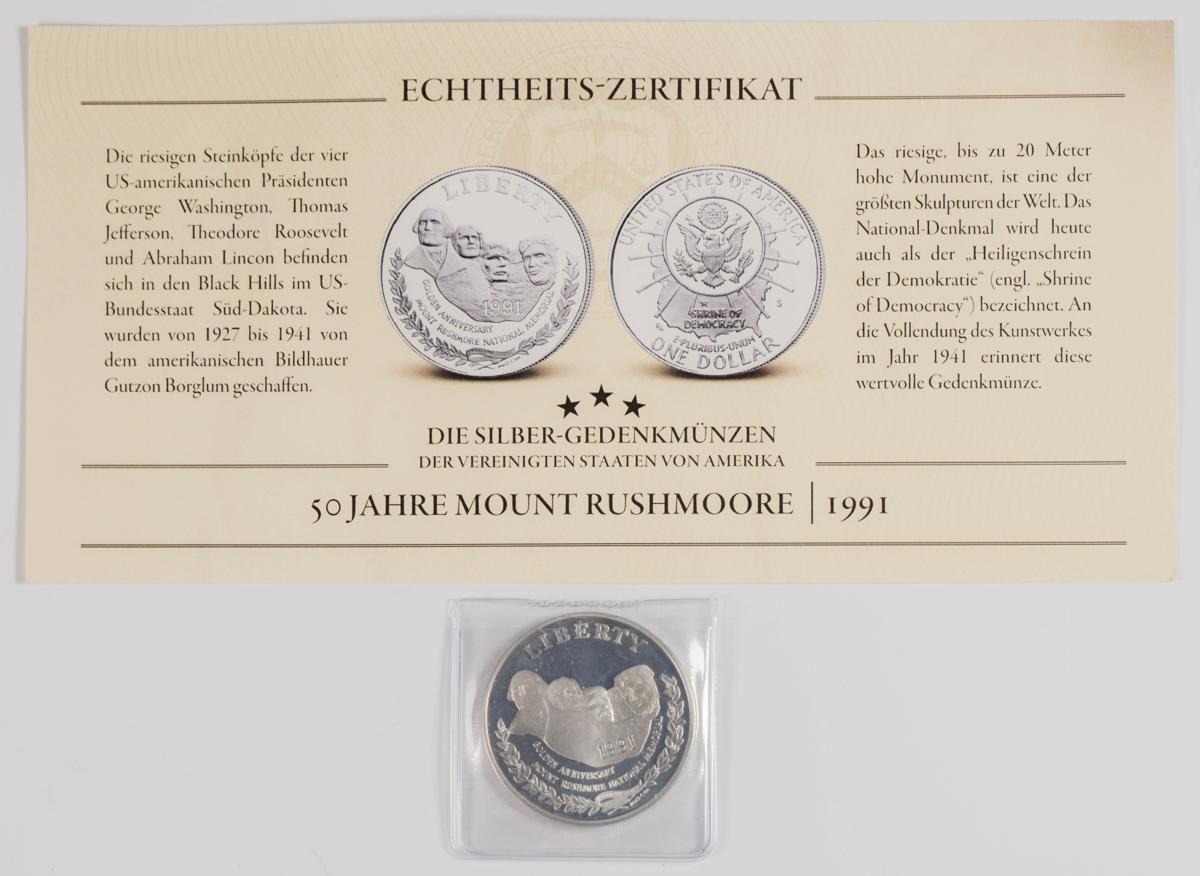 ECHTHEITS-ZERTIFIKAT
Die riesigen Steinköpfe der vier
US-amerikanischen Präsidenten
George Washington, Thomas
Jefferson, Theodore Roosevelt
und Abraham Lincon befinden
sich in den Black Hills im US-
Bundesstaat Süd-Dakota. Sie
wurden von 1927 bis 1941 von
dem amerikanischen Bildhauer
Gutzon Borglum geschaffen.
LIBERTY
1991
GOLDEN ANNIVERSARY
MOUNT RUSHMORE NATIONAL MEMORIAL
UNITED STATES OF AMERICA
S
SHRINE OF
DEMOCRACY
E·PLURIBUS·UNUM
ONE DOLLAR
Das riesige, bis zu 20 Meter
hohe Monument, ist eine der
größten Skulpturen der Welt. Das
National-Denkmal wird heute
auch als der „Heiligenschrein
der Demokratie“ (engl. „Shrine
of Democracy“) bezeichnet. An
die Vollendung des Kunstwerkes
im Jahr 1941 erinnert diese
wertvolle Gedenkmünze.
DIE SILBER-GEDENKMÜNZEN
DER VEREINIGTEN STAATEN VON AMERIKA
50 JAHRE MOUNT RUSHMOORE | 1991
LIBERTY
1991
GOLDEN ANNIVERSARY
MOUNT RUSHMORE NATIONAL MEMORIAL